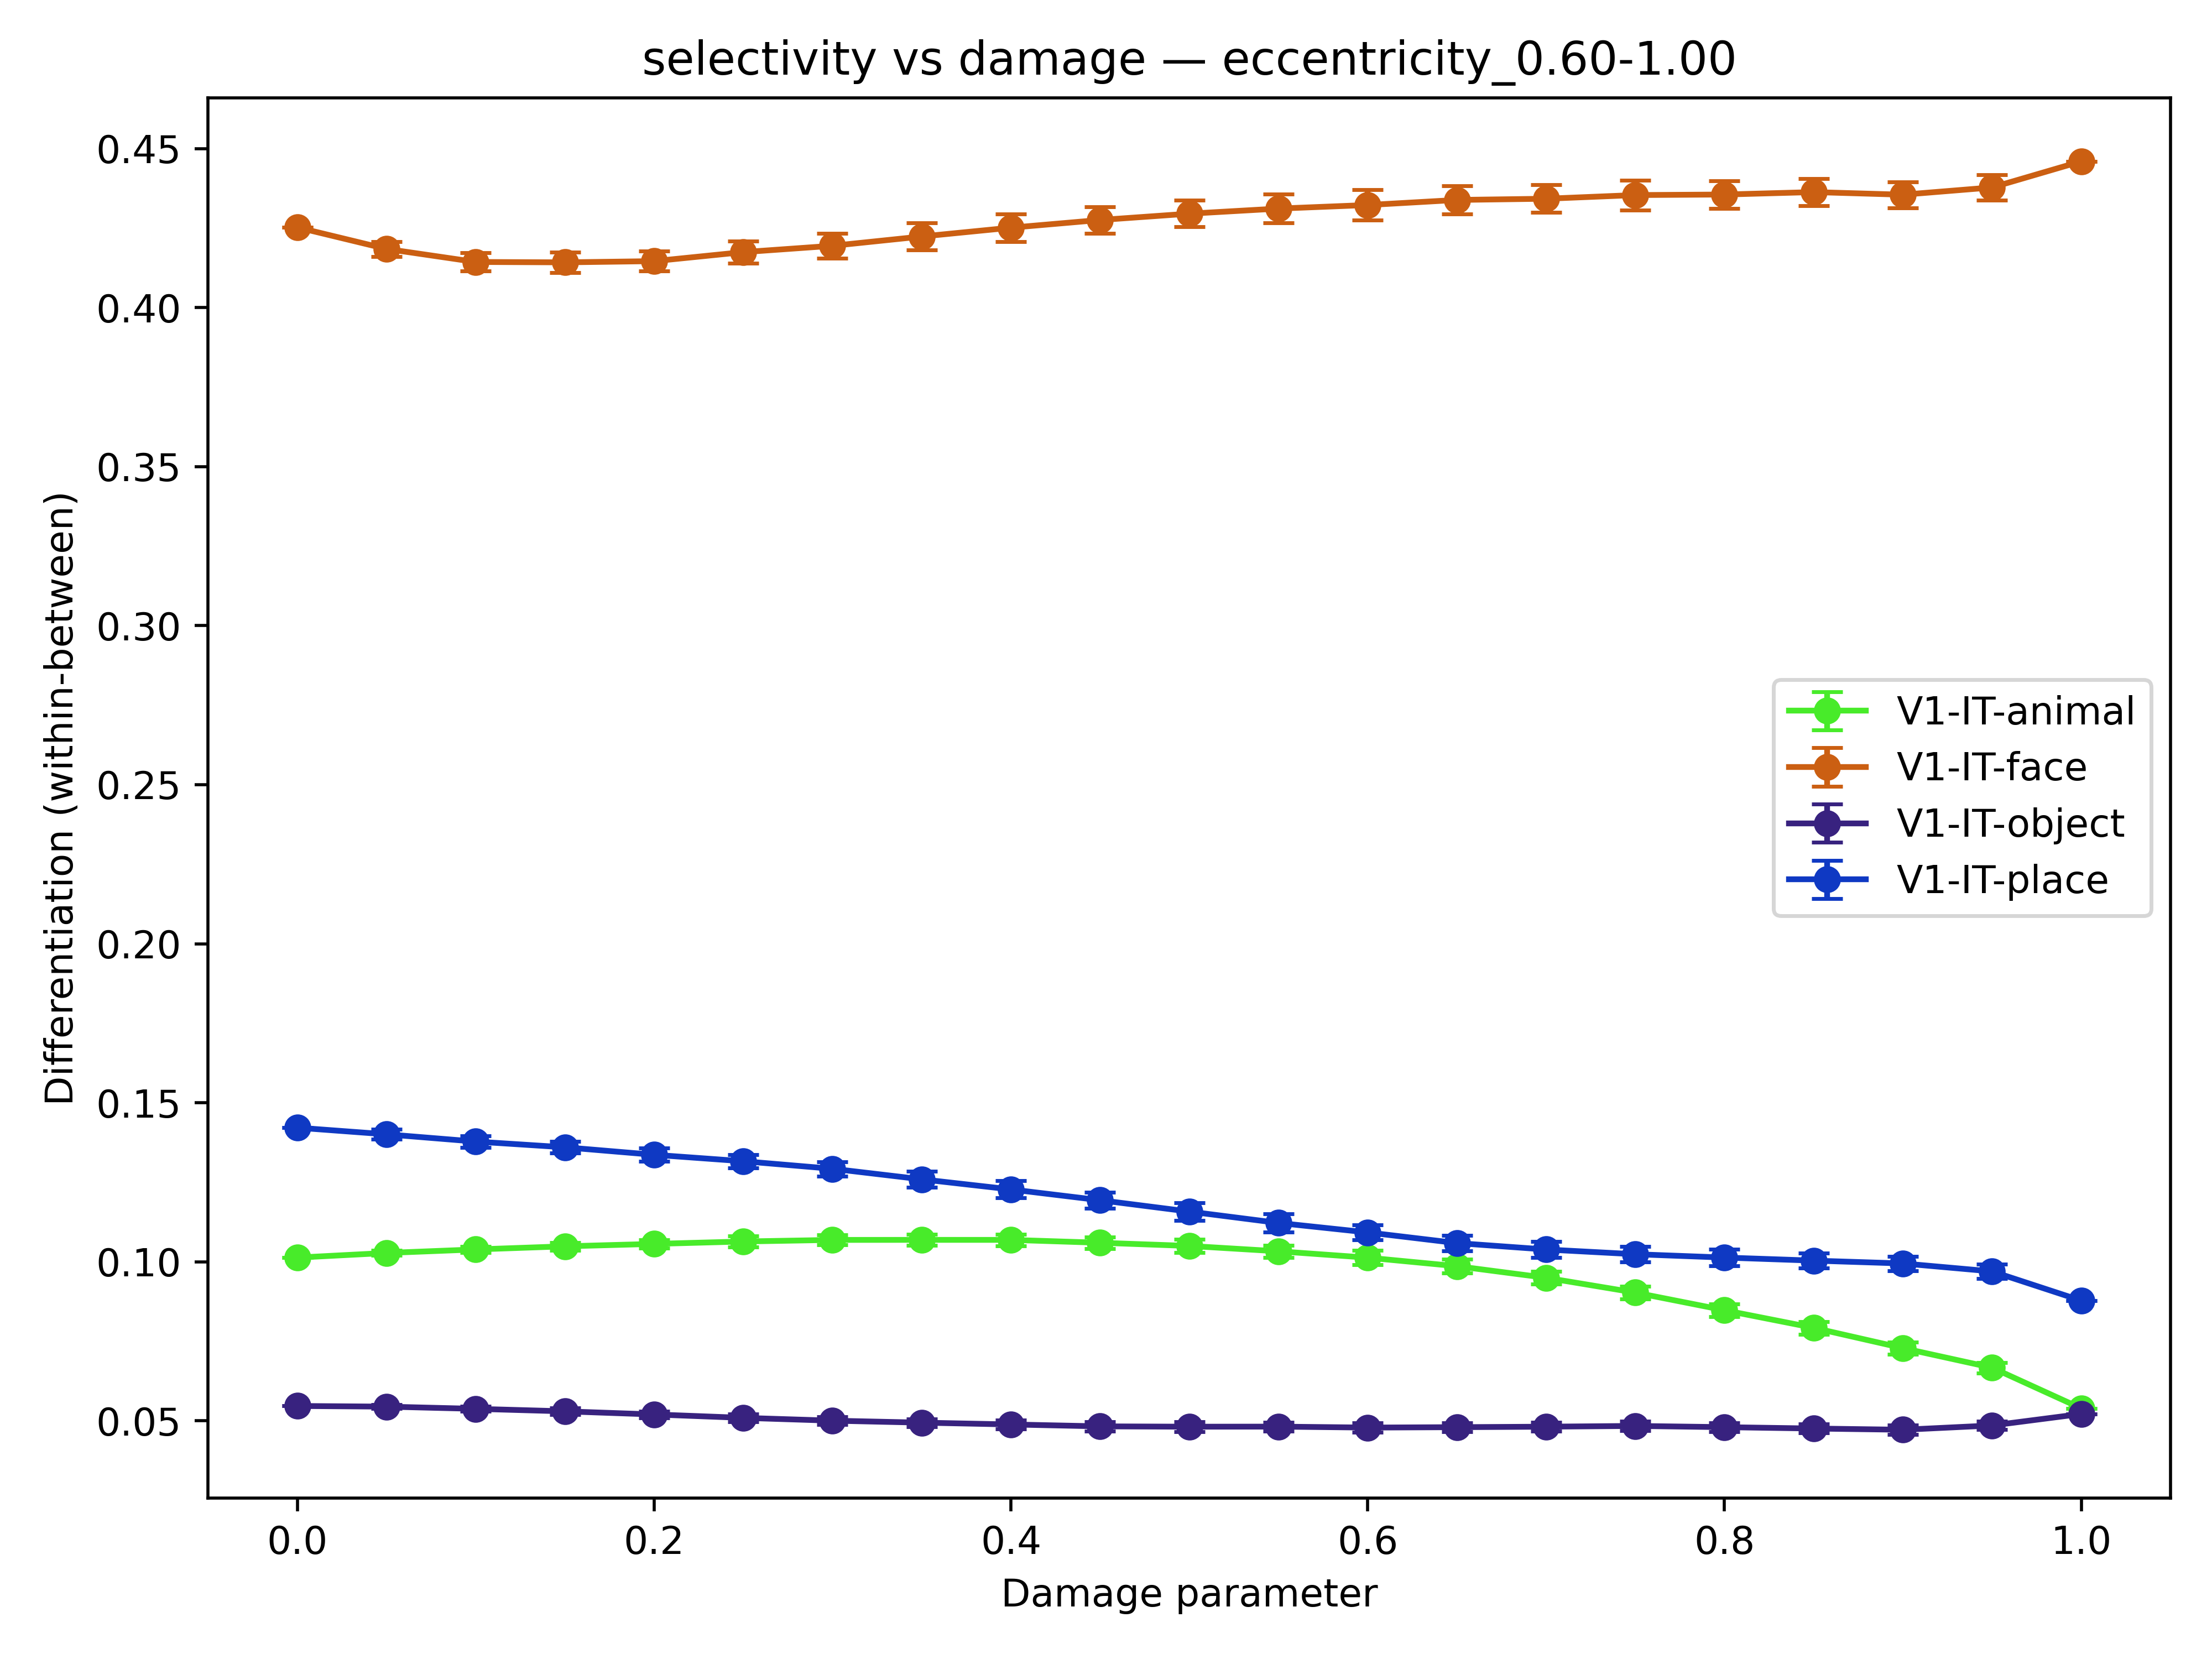 selectivity vs damage — eccentricity_0.60-1.00
Differentiation (within-between)
0.45
0.40
0.35
0.30
0.25
0.20
0.15
0.10
0.05
V1-IT-animal
V1-IT-face
V1-IT-object
V1-IT-place
0.0 0.2 0.4 0.6 0.8 1.0
Damage parameter